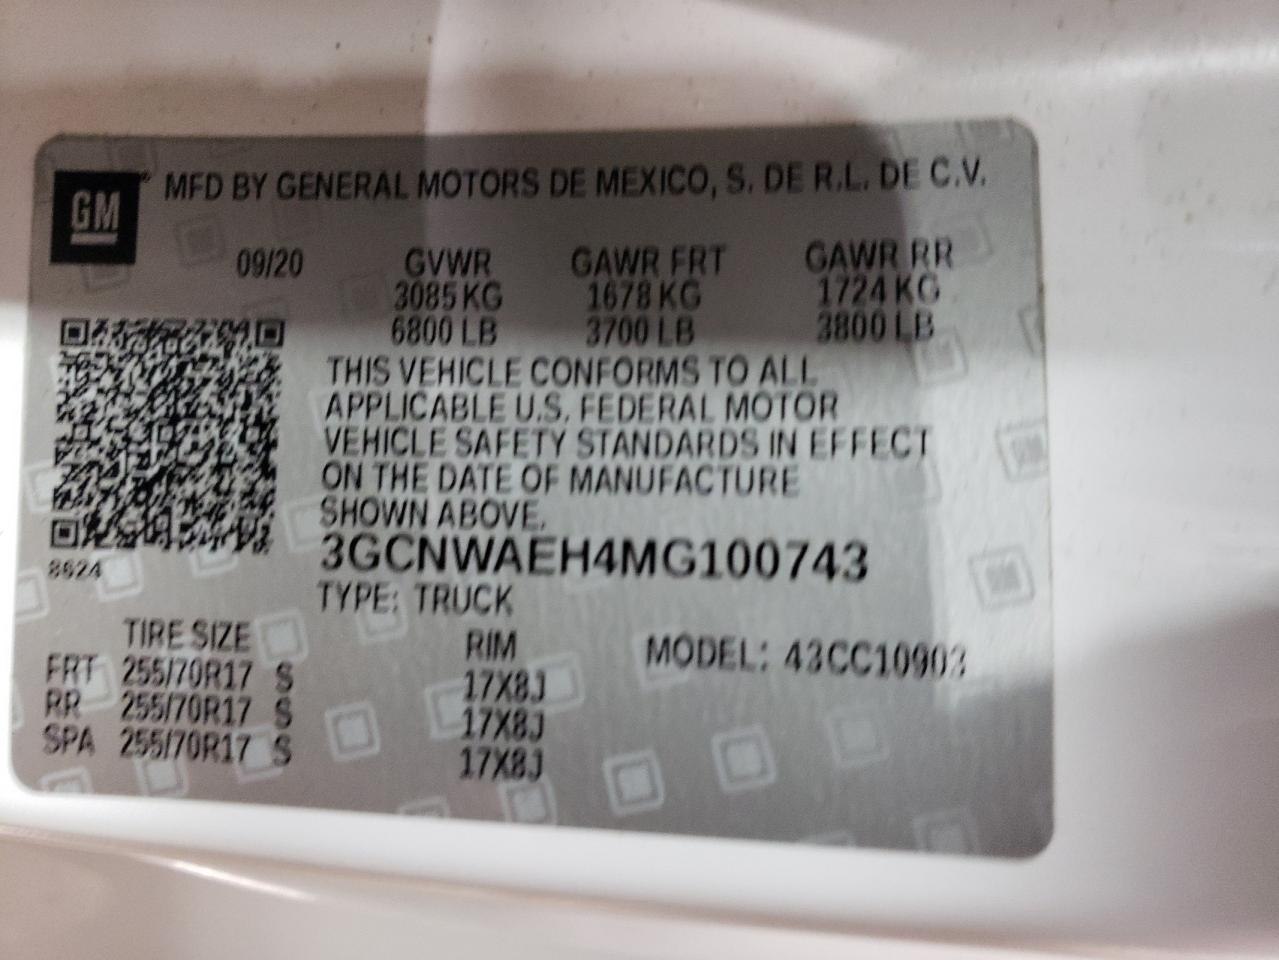 GM
MFD BY GENERAL MOTORS DE MEXICO, S. DE R.L. DE C.V.
09/20 GVWR GAWR FRT GAWR RR
3085 KG 1678 KG 1724 KG
6800 LB 3700 LB 3800 LB
THIS VEHICLE CONFORMS TO ALL
APPLICABLE U.S. FEDERAL MOTOR
VEHICLE SAFETY STANDARDS IN EFFECT
ON THE DATE OF MANUFACTURE
SHOWN ABOVE.
3GCNWAEH4MG100743
8624
TYPE: TRUCK
TIRE SIZE RIM MODEL: 43CC10903
FRT 255/70R17 S 17X8J
RR 255/70R17 S 17X8J
SPA 255/70R17 S 17X8J